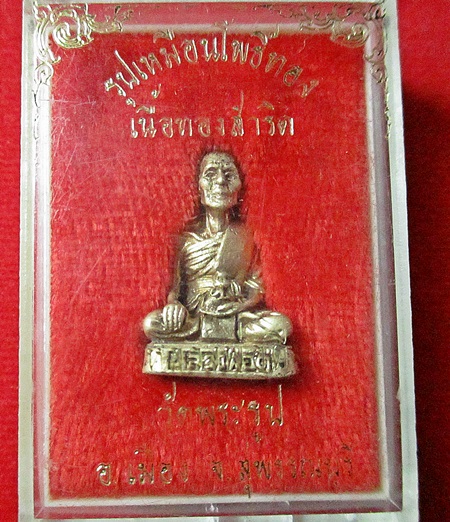 รูปเหมือนโพธิ์ทอง
เนื้อทองสำริด
วัดพระรูป
อ.เมือง จ.สุพรรณบุรี